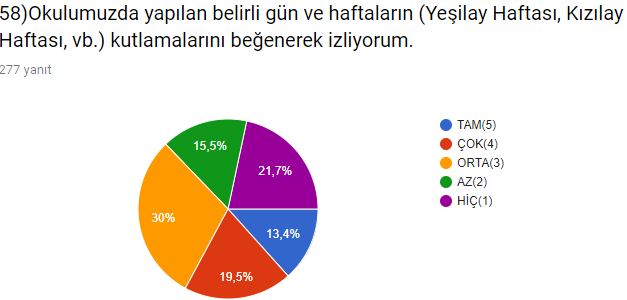 58)Okulumuzda yapılan belirli gün ve haftaların (Yeşilay Haftası, Kızılay
Haftası, vb.) kutlamalarını beğenerek izliyorum.
277 yanıt
TAM(5)
ÇOK(4)
ORTA(3)
AZ(2)
HİÇ(1)
15,5%
21,7%
30%
13,4%
19,5%